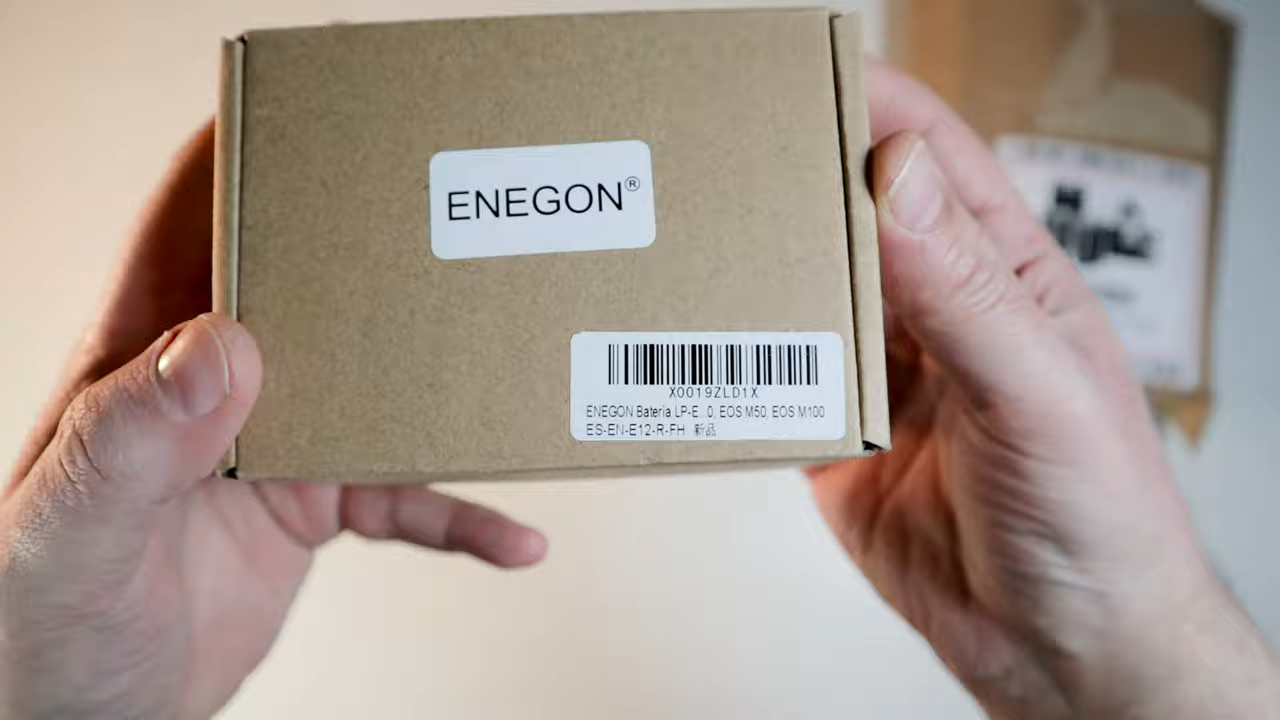 ENEGON®
X0019ZLD1X
ENEGON Bateria LP-E...0, EOS M50, EOS M100
ES-EN-E12-R-FH 新品